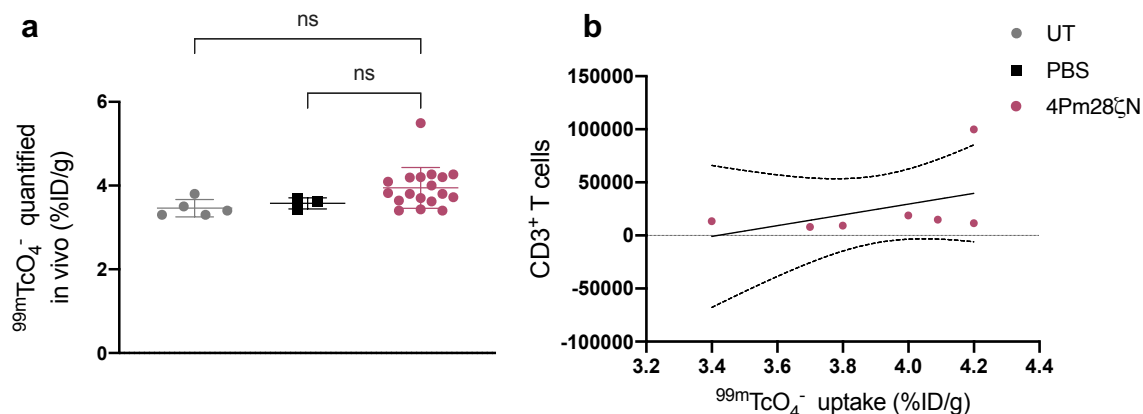 a
ns
ns
⁹⁹ᵐTcO₄⁻ quantified
in vivo (%ID/g)
6
4
2
0
b
UT
PBS
4Pm28ζN
CD3⁺ T cells
150000
100000
50000
0
-50000
-100000
3.2 3.4 3.6 3.8 4.0 4.2 4.4
⁹⁹ᵐTcO₄⁻ uptake (%ID/g)